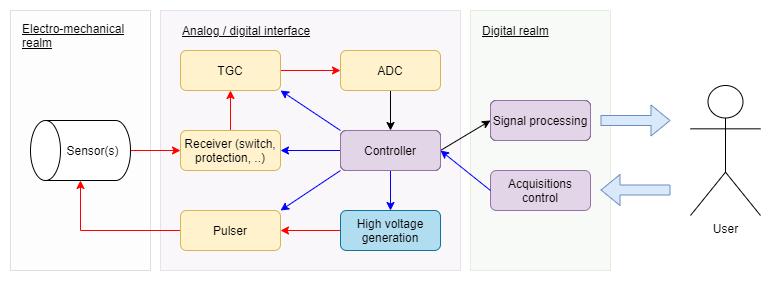 Electro-mechanical
realm
Analog / digital interface
Digital realm
TGC
ADC
Signal processing
Sensor(s)
Receiver (switch,
protection, ..)
Controller
Acquisitions
control
Pulser
High voltage
generation
User